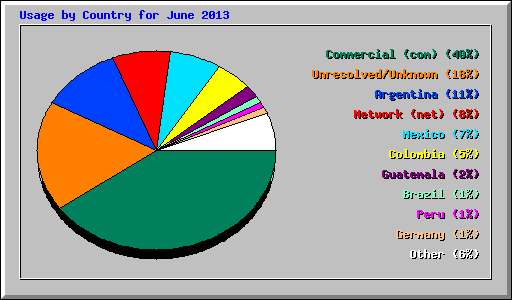 Usage by Country for June 2013
Commercial (com) (40%)
Unresolved/Unknown (18%)
Argentina (11%)
Network (net) (8%)
Mexico (7%)
Colombia (5%)
Guatemala (2%)
Brazil (1%)
Peru (1%)
Germany (1%)
Other (6%)